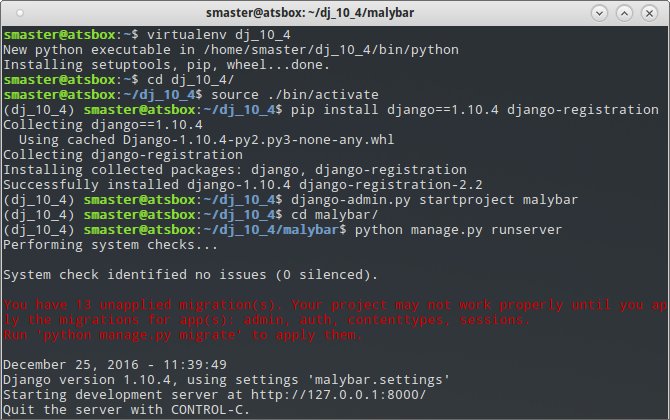 smaster@atsbox: ~/dj_10_4/malybar
smaster@atsbox:~$ virtualenv dj_10_4
New python executable in /home/smaster/dj_10_4/bin/python
Installing setuptools, pip, wheel...done.
smaster@atsbox:~$ cd dj_10_4/
smaster@atsbox:~/dj_10_4$ source ./bin/activate
(dj_10_4) smaster@atsbox:~/dj_10_4$ pip install django==1.10.4 django-registration
Collecting django==1.10.4
  Using cached Django-1.10.4-py2.py3-none-any.whl
Collecting django-registration
Installing collected packages: django, django-registration
Successfully installed django-1.10.4 django-registration-2.2
(dj_10_4) smaster@atsbox:~/dj_10_4$ django-admin.py startproject malybar
(dj_10_4) smaster@atsbox:~/dj_10_4$ cd malybar/
(dj_10_4) smaster@atsbox:~/dj_10_4/malybar$ python manage.py runserver
Performing system checks...
System check identified no issues (0 silenced).
You have 13 unapplied migration(s). Your project may not work properly until you ap
ly the migrations for app(s): admin, auth, contenttypes, sessions.
Run 'python manage.py migrate' to apply them.
December 25, 2016 - 11:39:49
Django version 1.10.4, using settings 'malybar.settings'
Starting development server at http://127.0.0.1:8000/
Quit the server with CONTROL-C.